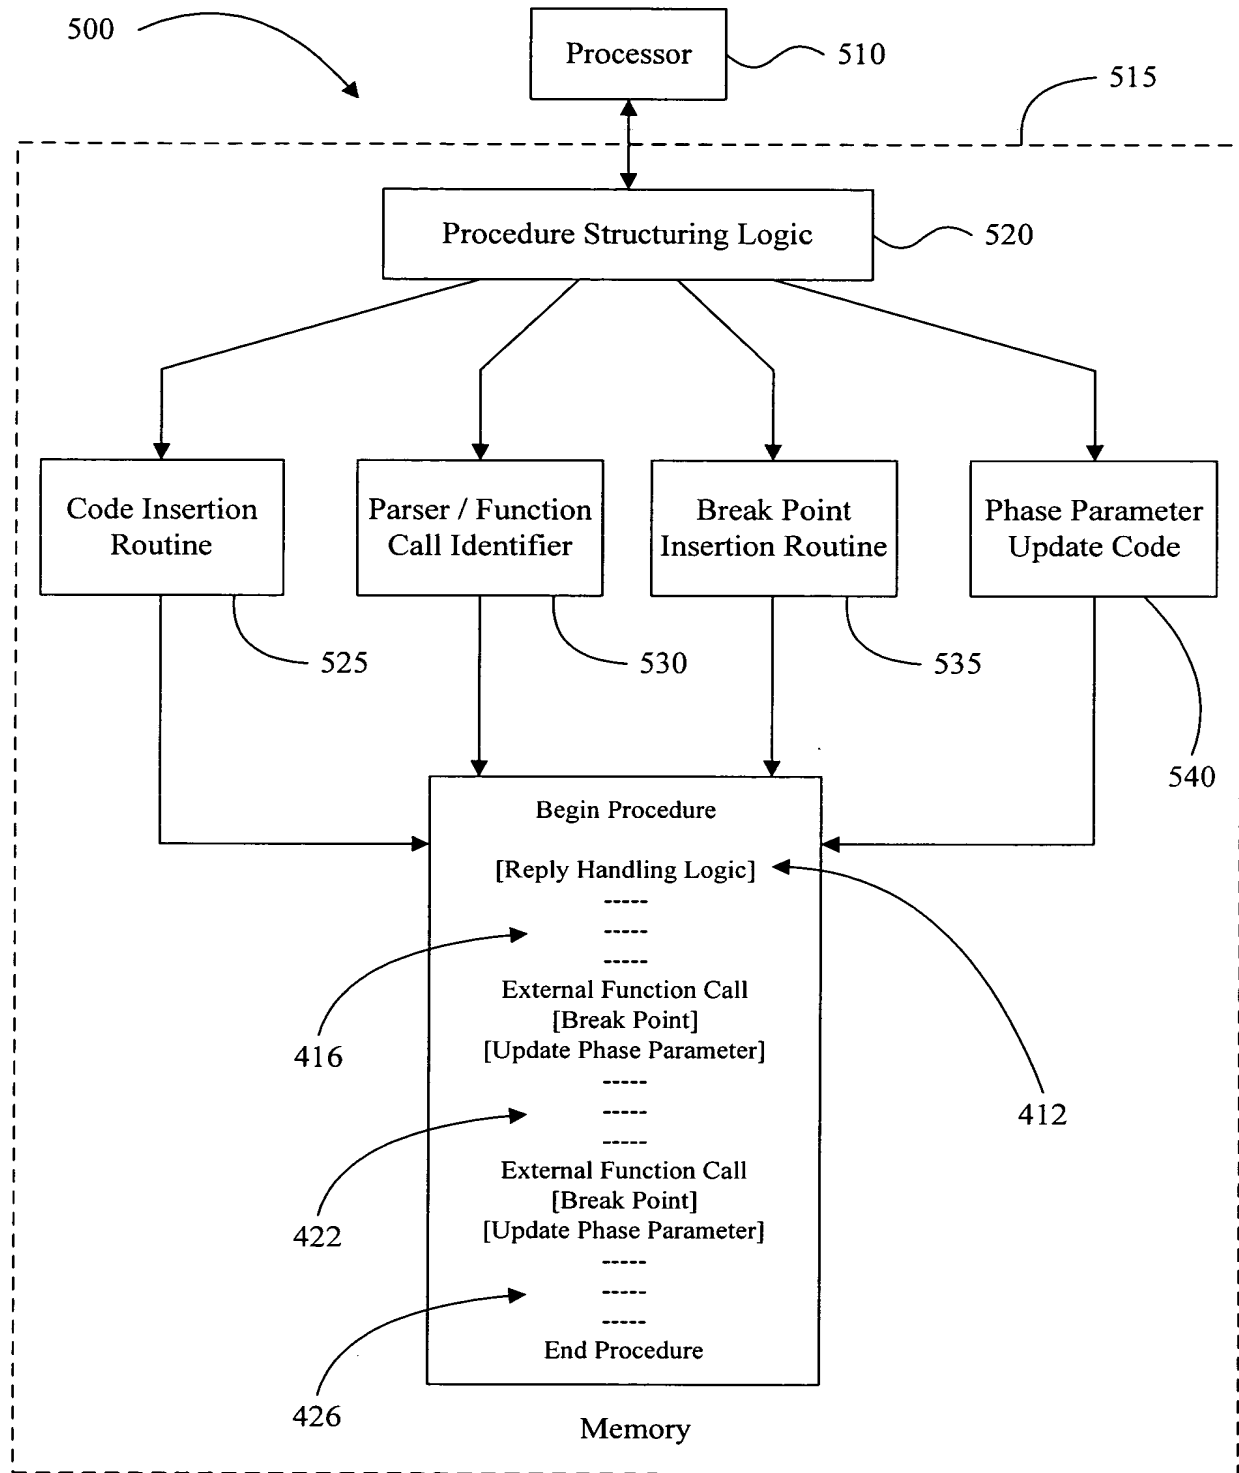 500
Processor
510
515
Procedure Structuring Logic
520
Code Insertion
Routine
Parser / Function
Call Identifier
Break Point
Insertion Routine
Phase Parameter
Update Code
525
530
535
540
Begin Procedure
[Reply Handling Logic]
-----
-----
-----
External Function Call
[Break Point]
[Update Phase Parameter]
416
412
-----
-----
-----
External Function Call
[Break Point]
[Update Phase Parameter]
422
-----
-----
-----
End Procedure
426
Memory